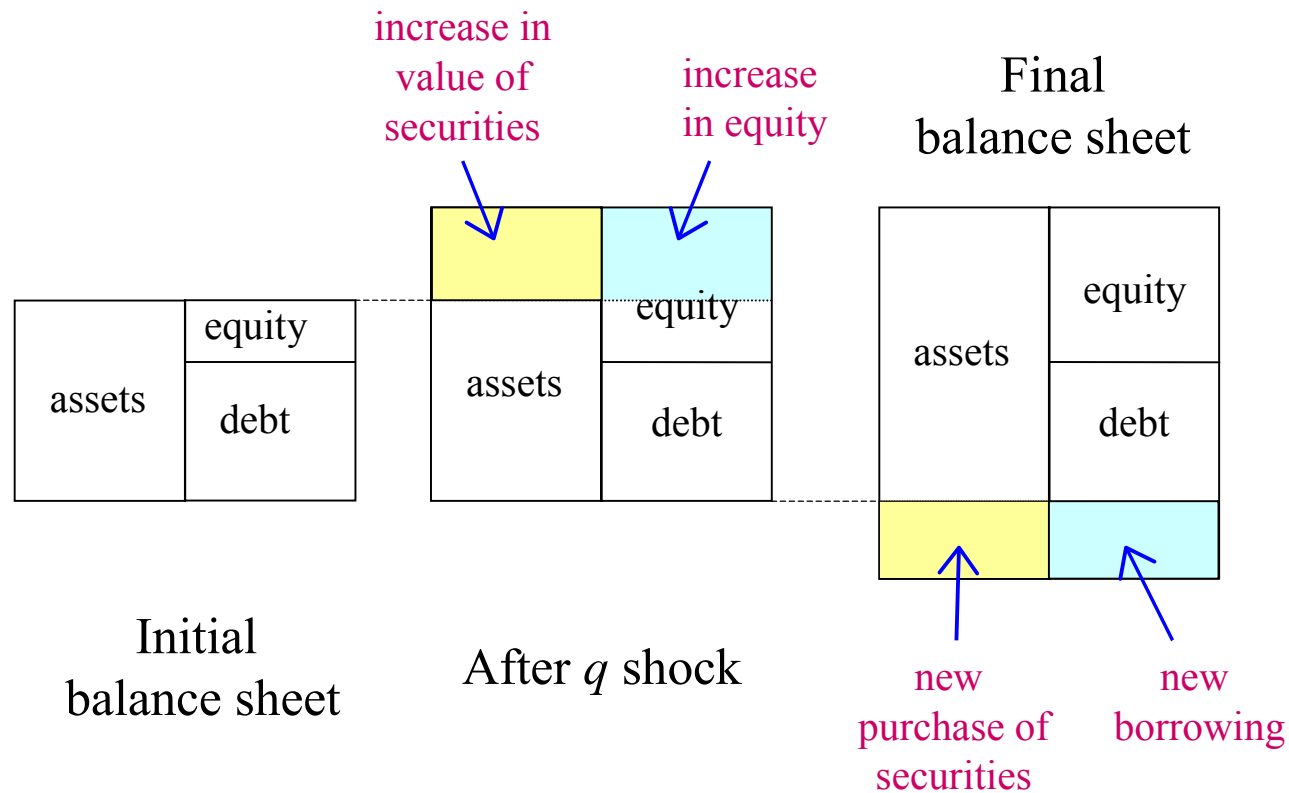 increase in
value of
securities
increase
in equity
Final
balance sheet
equity
debt
assets
equity
debt
assets
equity
debt
assets
Initial
balance sheet
After q shock
new
purchase of
securities
new
borrowing